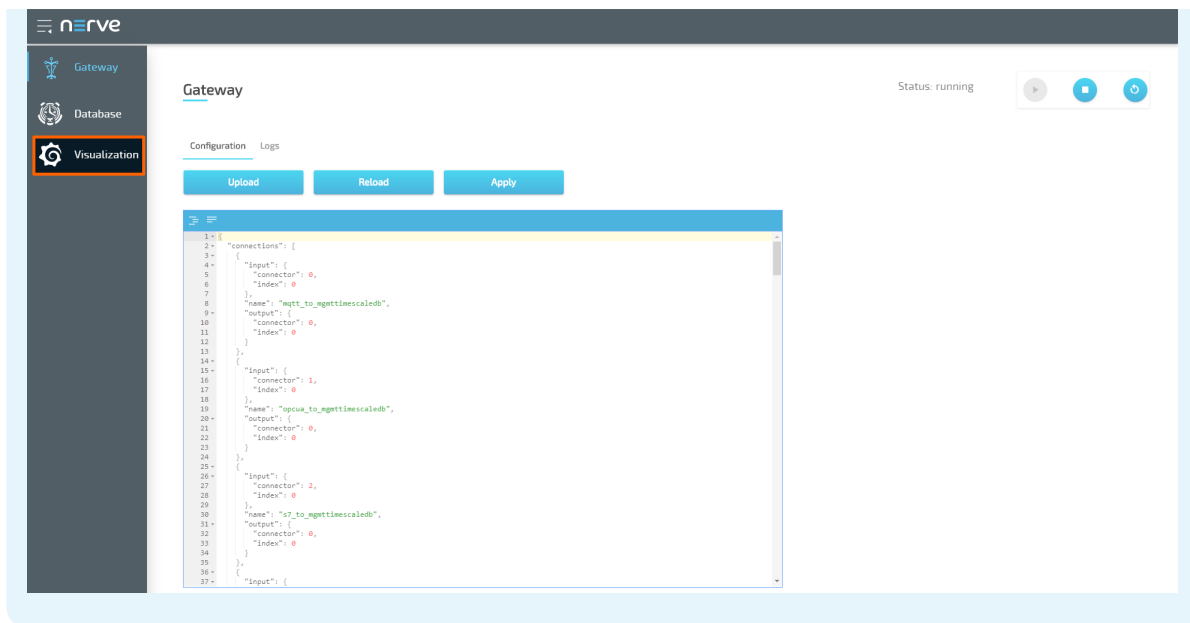 nerve
Gateway
Database
Visualization
Gateway
Status: running
Configuration Logs
Upload Reload Apply
1 {
2 "connections": [
3 {
4 "input": {
5 "connector": 0,
6 "index": 0
7 },
8 "name": "mqtt_to_mgmttimescaledb",
9 "output": {
10 "connector": 0,
11 "index": 0
12 }
13 },
14 {
15 "input": {
16 "connector": 1,
17 "index": 0
18 },
19 "name": "opcua_to_mgmttimescaledb",
20 "output": {
21 "connector": 0,
22 "index": 0
23 }
24 },
25 {
26 "input": {
27 "connector": 2,
28 "index": 0
29 },
30 "name": "s7_to_mgmttimescaledb",
31 "output": {
32 "connector": 0,
33 "index": 0
34 }
35 },
36 {
37 "input": {